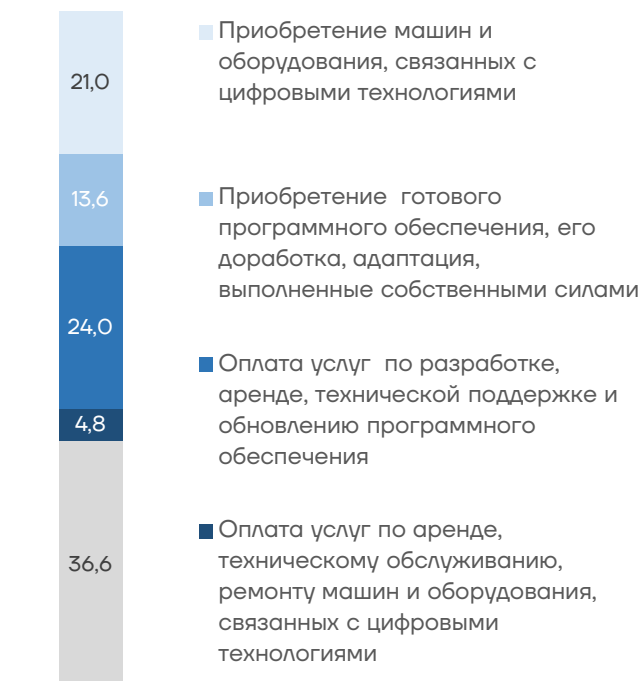 21,0
13,6
24,0
4,8
36,6
Приобретение машин и
оборудования, связанных с
цифровыми технологиями
Приобретение готового
программного обеспечения, его
доработка, адаптация,
выполненные собственными силами
Оплата услуг по разработке,
аренде, технической поддержке и
обновлению программного
обеспечения
Оплата услуг по аренде,
техническому обслуживанию,
ремонту машин и оборудования,
связанных с цифровыми
технологиями